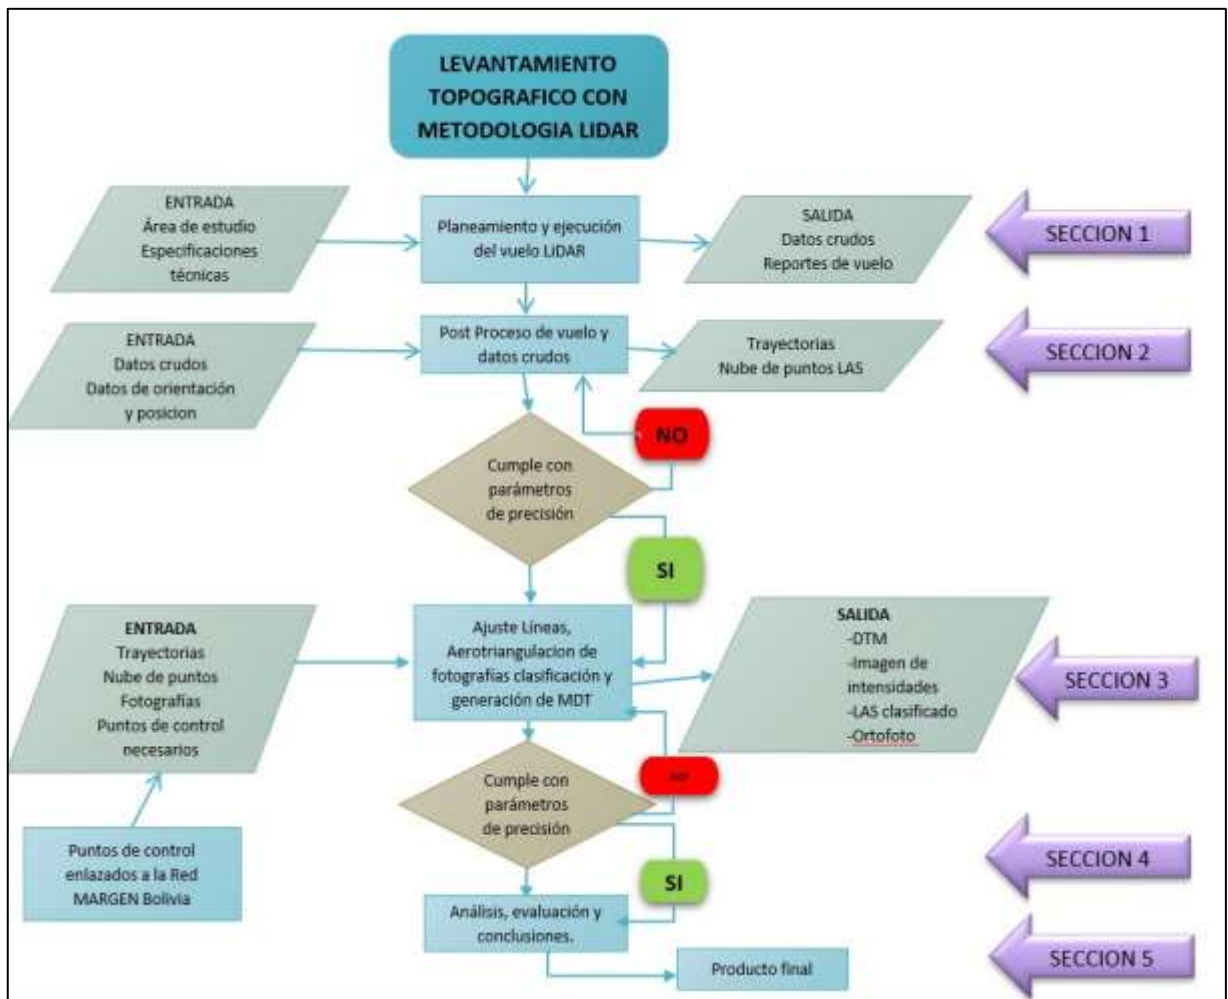 LEVANTAMIENTO
TOPOGRAFICO CON
METODOLOGIA LIDAR
ENTRADA
Área de estudio
Especificaciones
técnicas
Planeamiento y ejecución
del vuelo LiDAR
SALIDA
Datos crudos
Reportes de vuelo
SECCION 1
ENTRADA
Datos crudos
Datos de orientación
y posicion
Post Proceso de vuelo y
datos crudos
Trayectorias
Nube de puntos LAS
SECCION 2
NO
Cumple con
parámetros
de precisión
SI
ENTRADA
Trayectorias
Nube de puntos
Fotografías
Puntos de control
necesarios
Ajuste Líneas,
Aerotriangulacion de
fotografías clasificación y
generación de MDT
SALIDA
-DTM
-Imagen de
intensidades
-LAS clasificado
-Ortofoto
SECCION 3
Cumple con
parámetros
de precisión
Puntos de control
enlazados a la Red
MARGEN Bolivia
SI
SECCION 4
Análisis, evaluación y
conclusiones.
Producto final
SECCION 5